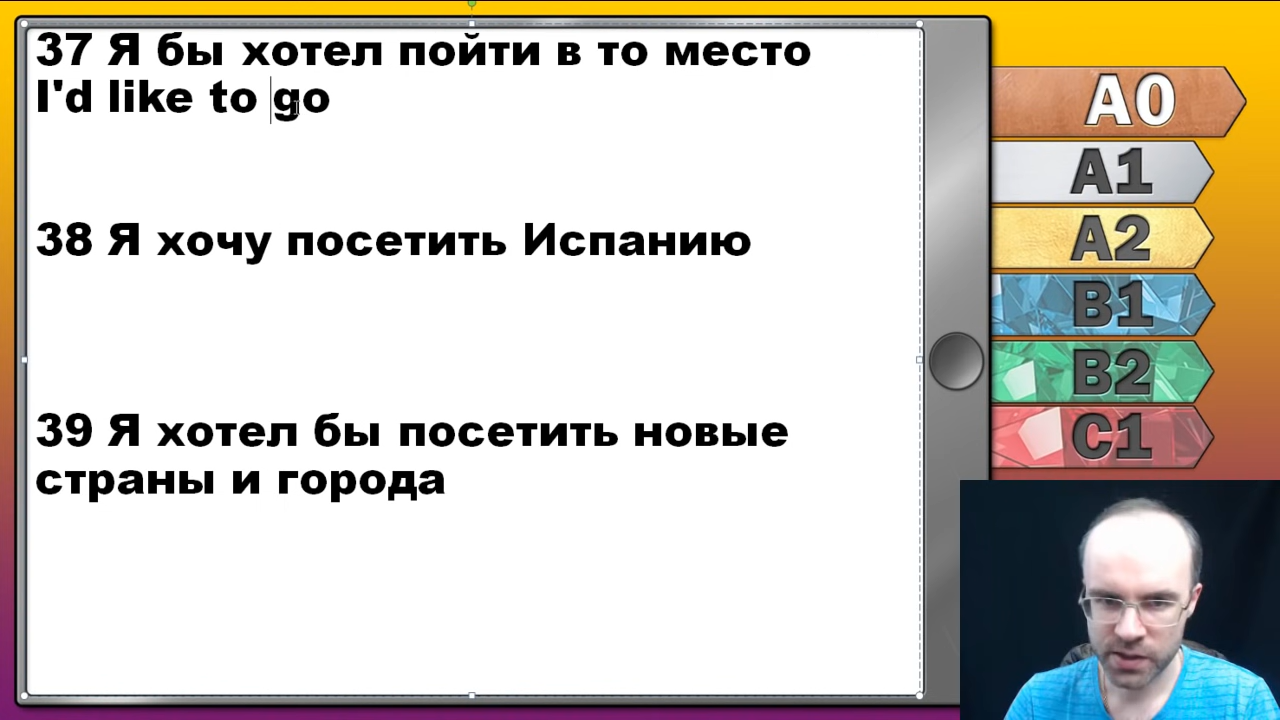 37 Я бы хотел пойти в то место
I'd like to go
38 Я хочу посетить Испанию
39 Я хотел бы посетить новые
страны и города
A0
A1
A2
B1
B2
C1